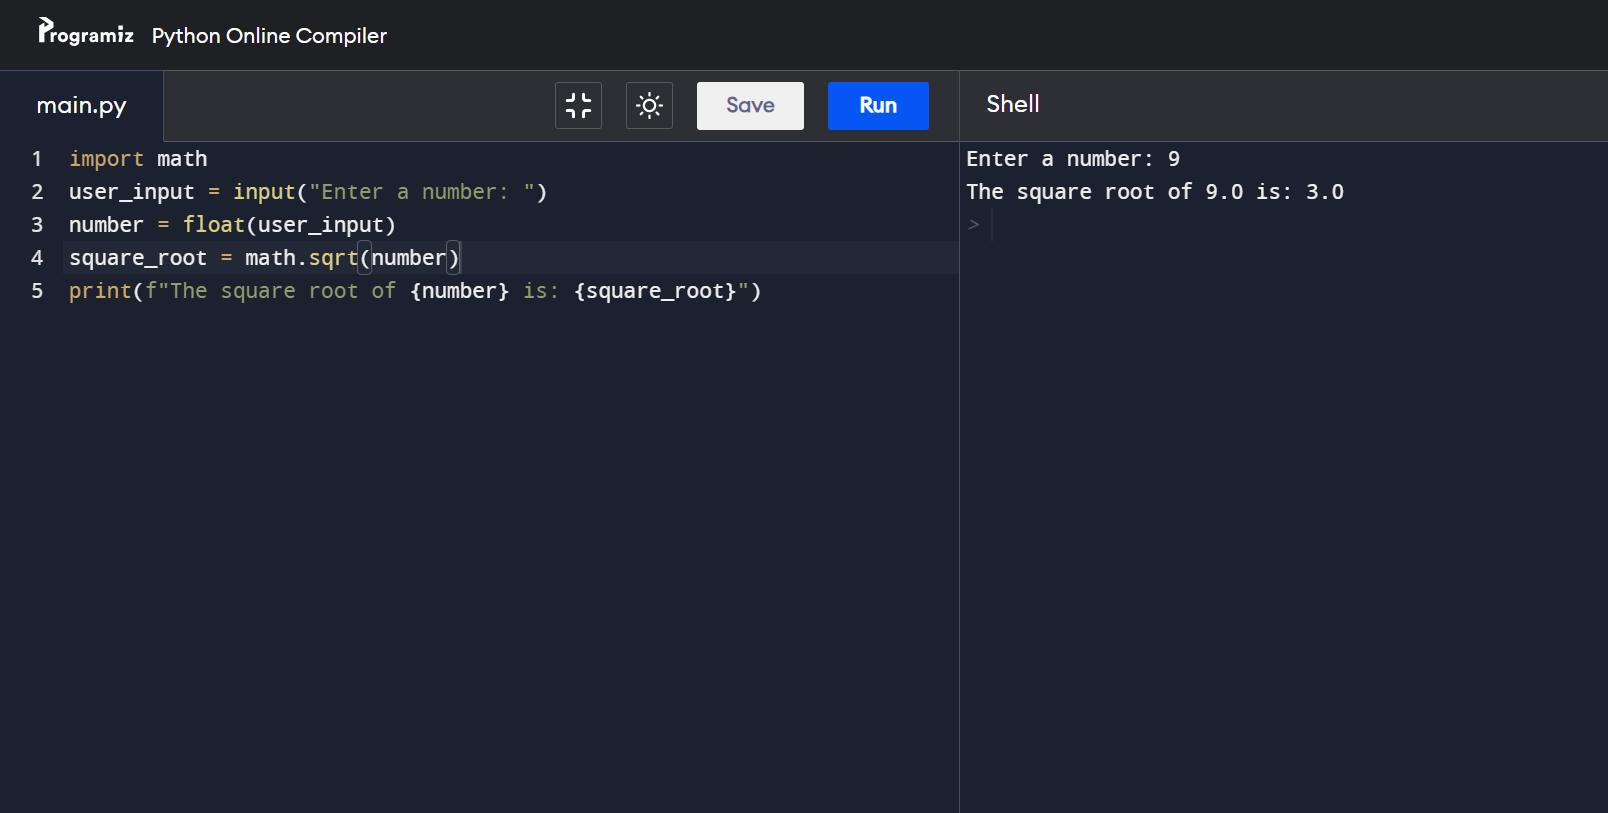 Programiz Python Online Compiler
main.py
Save
Run
Shell
1 import math
2 user_input = input("Enter a number: ")
3 number = float(user_input)
4 square_root = math.sqrt(number)
5 print(f"The square root of {number} is: {square_root}")
Enter a number: 9
The square root of 9.0 is: 3.0
>